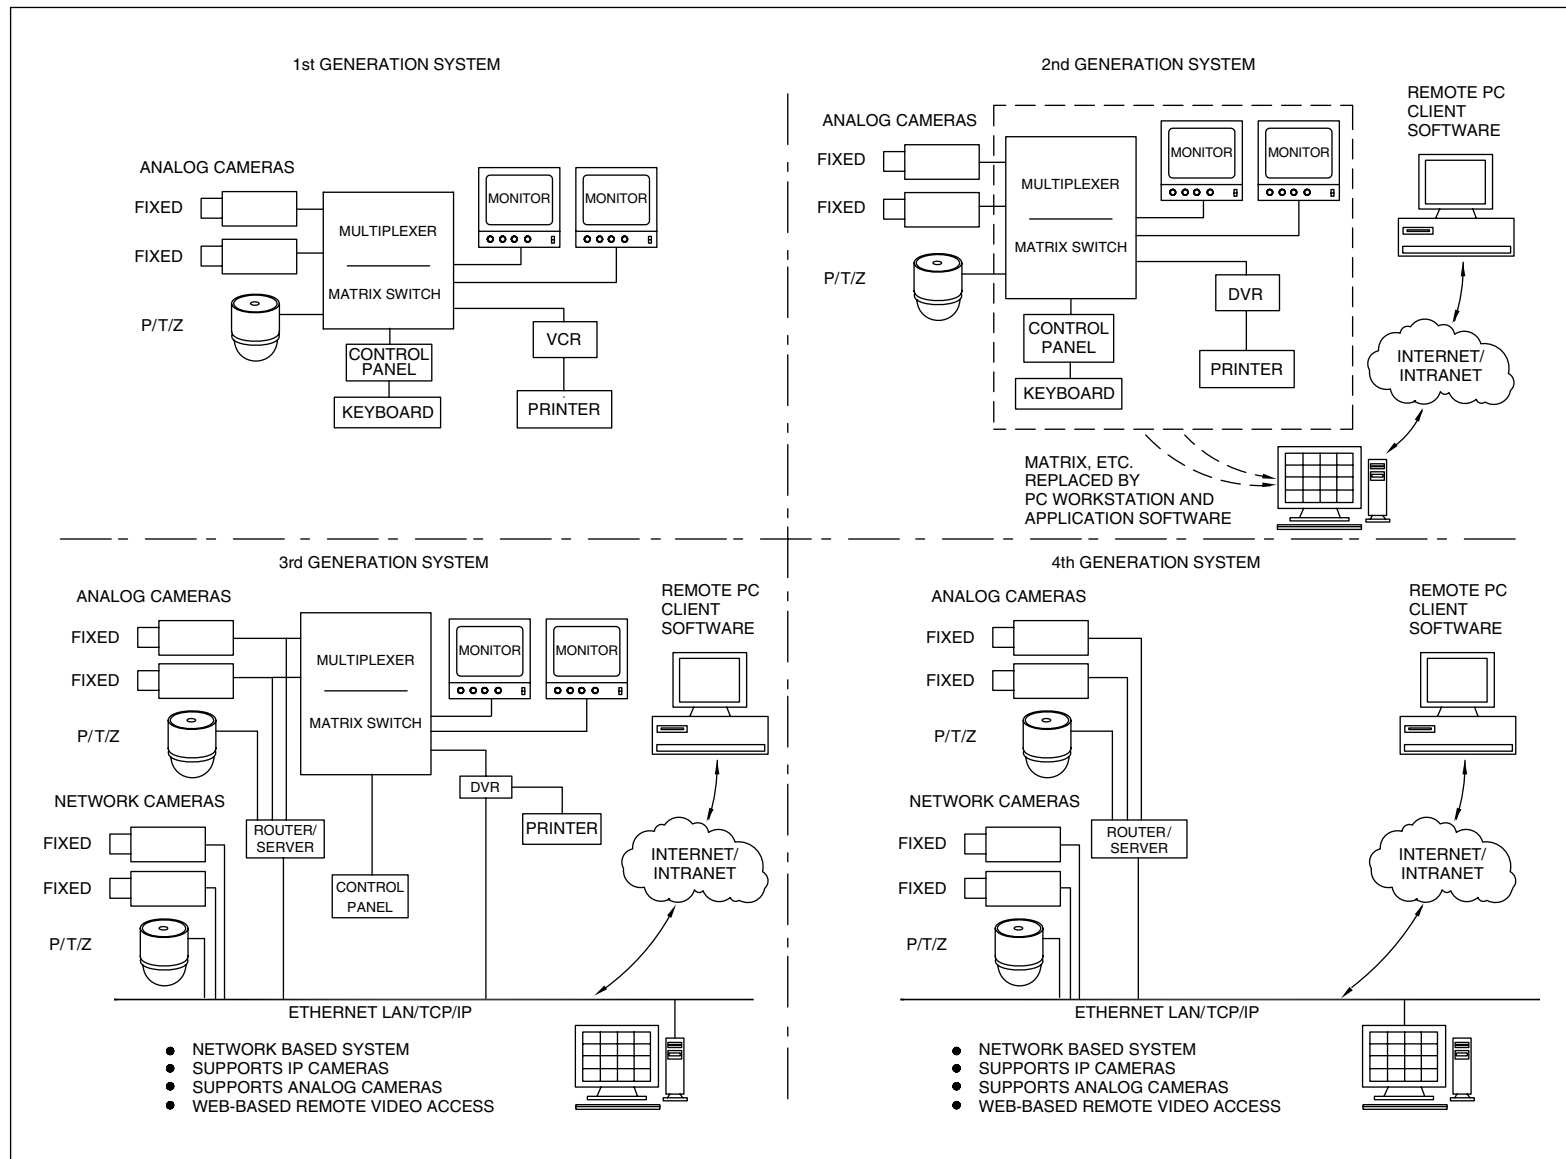 1st GENERATION SYSTEM
ANALOG CAMERAS
FIXED
FIXED
P/T/Z
MULTIPLEXER
MATRIX SWITCH
MONITOR
MONITOR
CONTROL
PANEL
KEYBOARD
VCR
PRINTER
2nd GENERATION SYSTEM
ANALOG CAMERAS
FIXED
FIXED
P/T/Z
MULTIPLEXER
MATRIX SWITCH
MONITOR
MONITOR
CONTROL
PANEL
KEYBOARD
DVR
PRINTER
REMOTE PC
CLIENT
SOFTWARE
INTERNET/
INTRANET
MATRIX, ETC.
REPLACED BY
PC WORKSTATION AND
APPLICATION SOFTWARE
3rd GENERATION SYSTEM
ANALOG CAMERAS
FIXED
FIXED
P/T/Z
NETWORK CAMERAS
FIXED
FIXED
P/T/Z
ROUTER/
SERVER
MULTIPLEXER
MATRIX SWITCH
MONITOR
MONITOR
CONTROL
PANEL
DVR
PRINTER
REMOTE PC
CLIENT
SOFTWARE
INTERNET/
INTRANET
ETHERNET LAN/TCP/IP
● NETWORK BASED SYSTEM
● SUPPORTS IP CAMERAS
● SUPPORTS ANALOG CAMERAS
● WEB-BASED REMOTE VIDEO ACCESS
4th GENERATION SYSTEM
ANALOG CAMERAS
FIXED
FIXED
P/T/Z
NETWORK CAMERAS
FIXED
FIXED
P/T/Z
ROUTER/
SERVER
REMOTE PC
CLIENT
SOFTWARE
INTERNET/
INTRANET
ETHERNET LAN/TCP/IP
● NETWORK BASED SYSTEM
● SUPPORTS IP CAMERAS
● SUPPORTS ANALOG CAMERAS
● WEB-BASED REMOTE VIDEO ACCESS